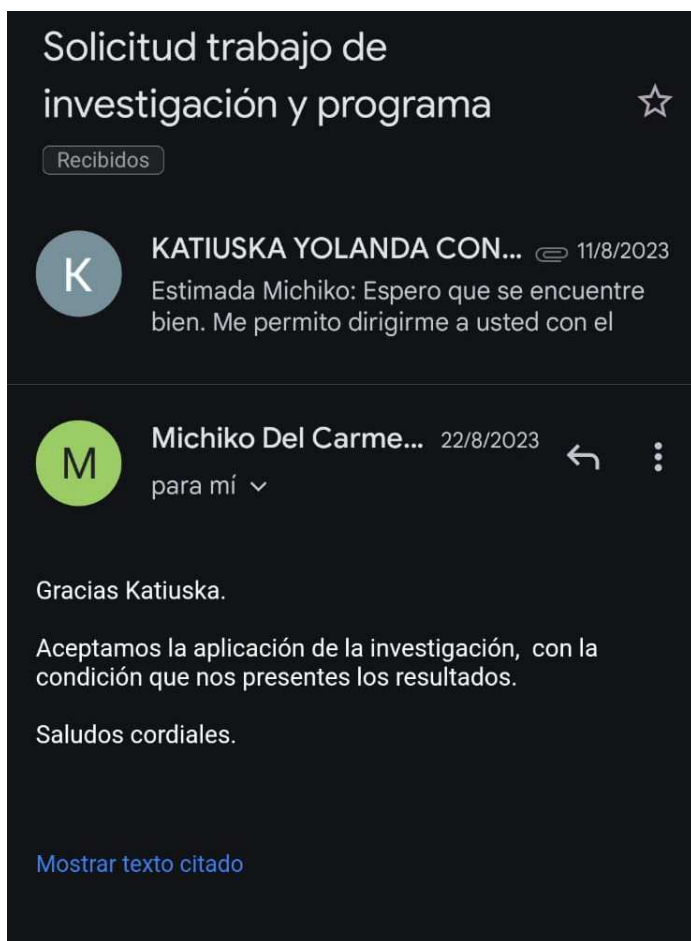 Solicitud trabajo de
investigación y programa
Recibidos
K
KATIUSKA YOLANDA CON... 11/8/2023
Estimada Michiko: Espero que se encuentre
bien. Me permito dirigirme a usted con el
M
Michiko Del Carme... 22/8/2023
para mí
Gracias Katiuska.
Aceptamos la aplicación de la investigación, con la
condición que nos presentes los resultados.
Saludos cordiales.
Mostrar texto citado